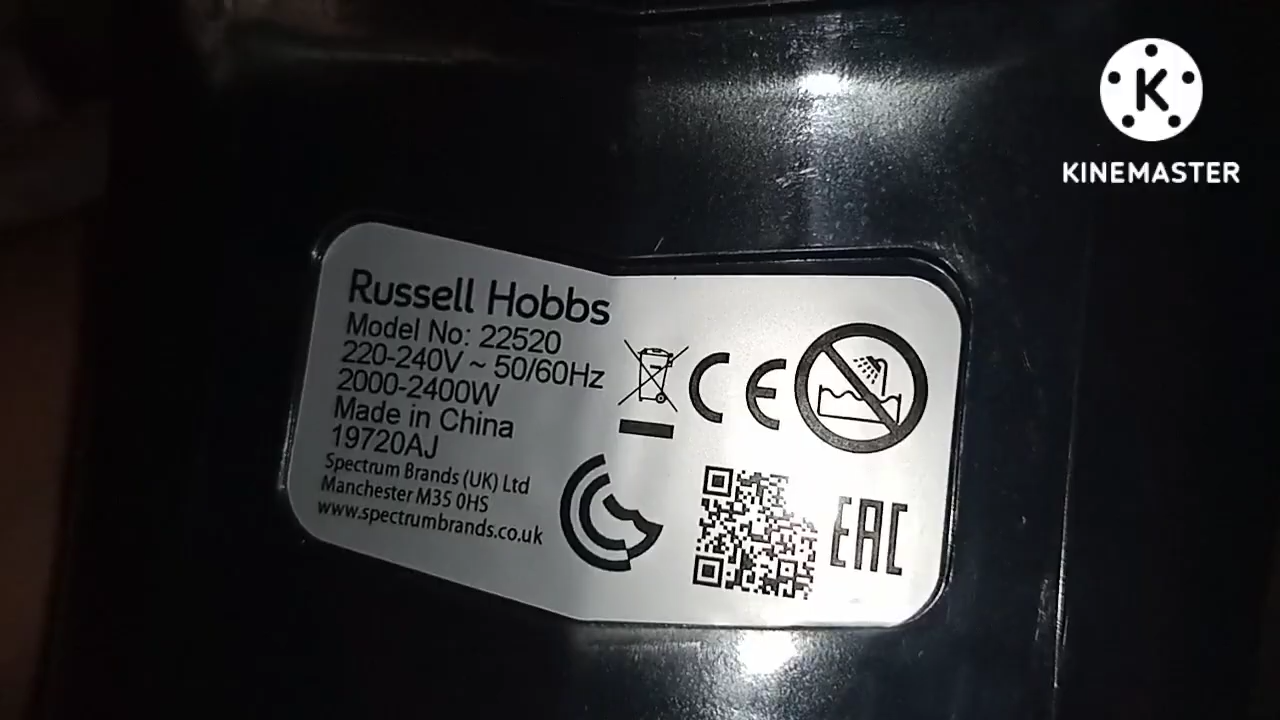 K
KINEMASTER
Russell Hobbs
Model No: 22520
220-240V ~ 50/60Hz
2000-2400W
Made in China
19720AJ
Spectrum Brands (UK) Ltd
Manchester M35 0HS
www.spectrumbrands.co.uk
CE
EAC